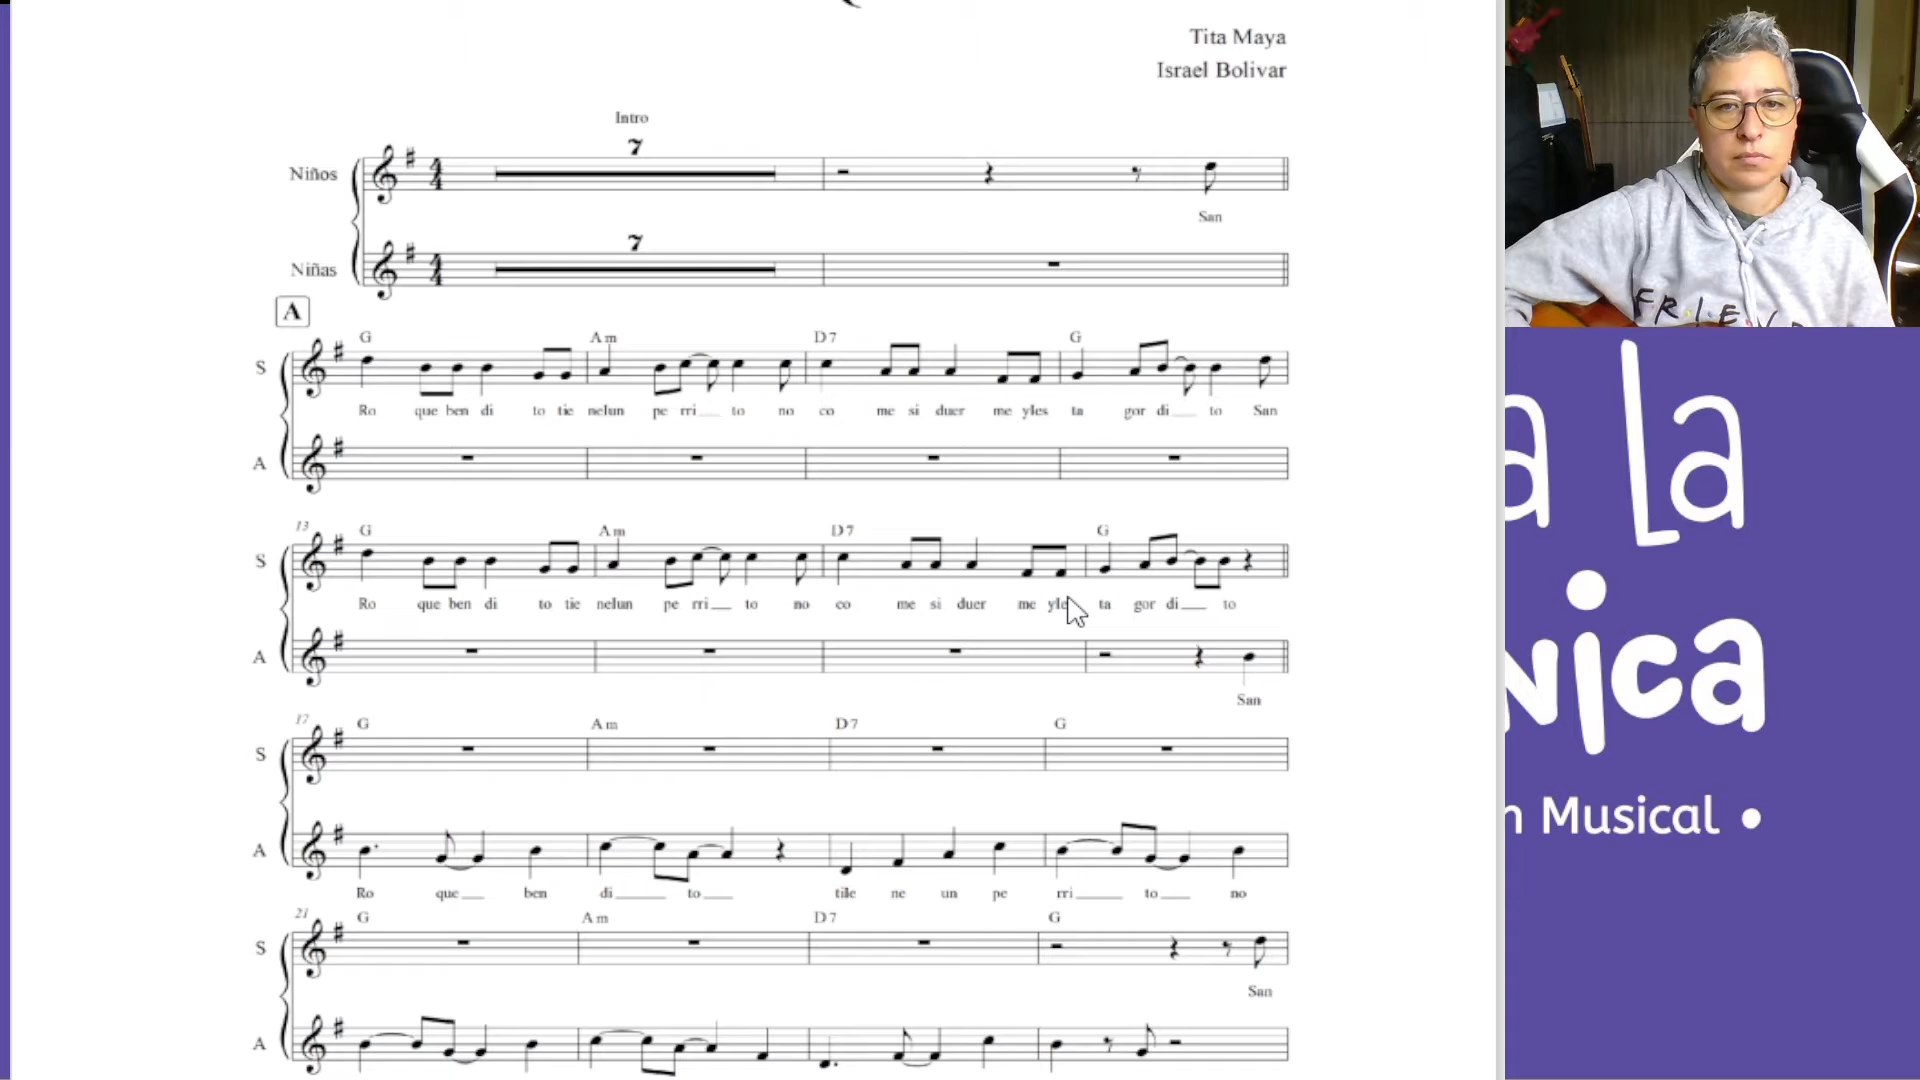 Tita Maya
Israel Bolivar
Intro
7
Niños
San
7
Niñas
A
G Am D7 G
S
Ro que ben di to tie nelun pe rri to no co me si duer me yles ta gor di to San
A
13
G Am D7 G
S
Ro que ben di to tie nelun pe rri to no co me si duer me yle ta gor di to
A
San
17
G Am D7 G
S
A
Ro que ben di to tile ne un pe rri to no
21
G Am D7 G
S
San
A
F.R.I.E.N
a La
nica
n Musical •